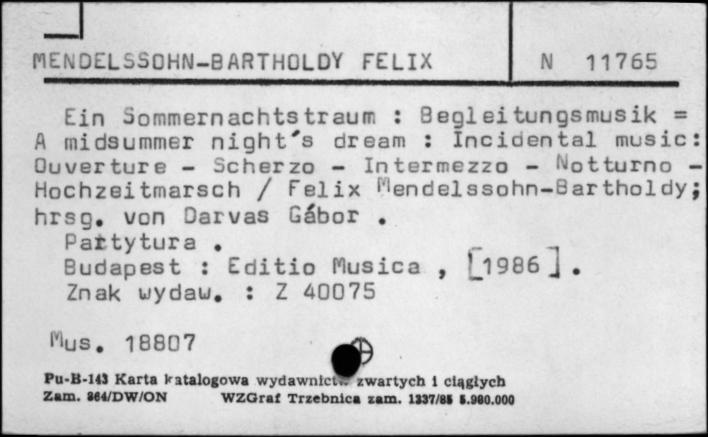 MENDELSSOHN-BARTHOLDY FELIX N 11765
Ein Sommernachtstraum : Begleitungsmusik =
A midsummer night's dream : Incidental music:
Ouverture - Scherzo - Intermezzo - Notturno -
Hochzeitmarsch / Felix Mendelssohn-Bartholdy;
hrsg. von Darvas Gábor .
Partytura .
Budapest : Editio Musica , [1986] .
Znak wydaw. : Z 40075
Mus. 18807
Pu-B-143 Karta katalogowa wydawnictw zwartych i ciągłych
Zam. 864/DW/ON WZGraf Trzebnica zam. 1337/85 5.980.000